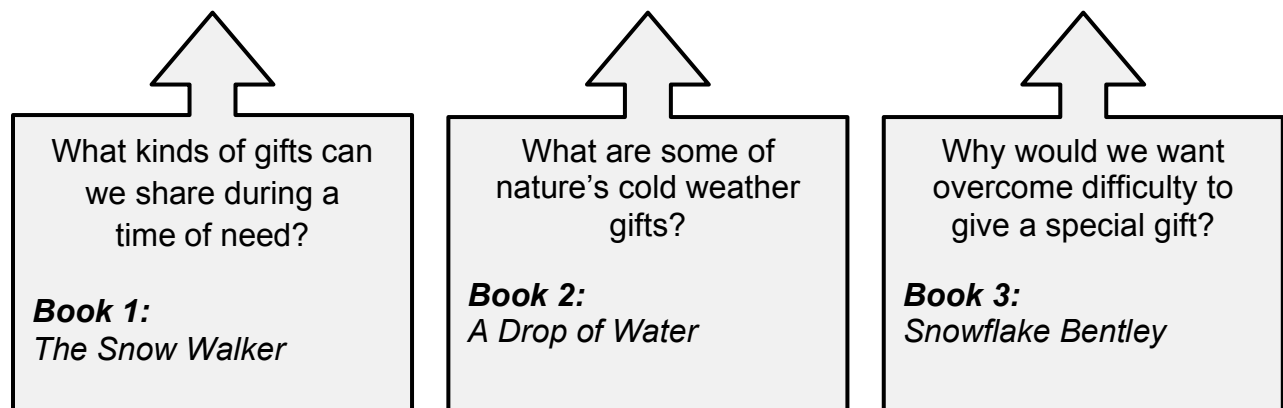 What kinds of gifts can
we share during a
time of need?
Book 1:
The Snow Walker
What are some of
nature’s cold weather
gifts?
Book 2:
A Drop of Water
Why would we want
overcome difficulty to
give a special gift?
Book 3:
Snowflake Bentley